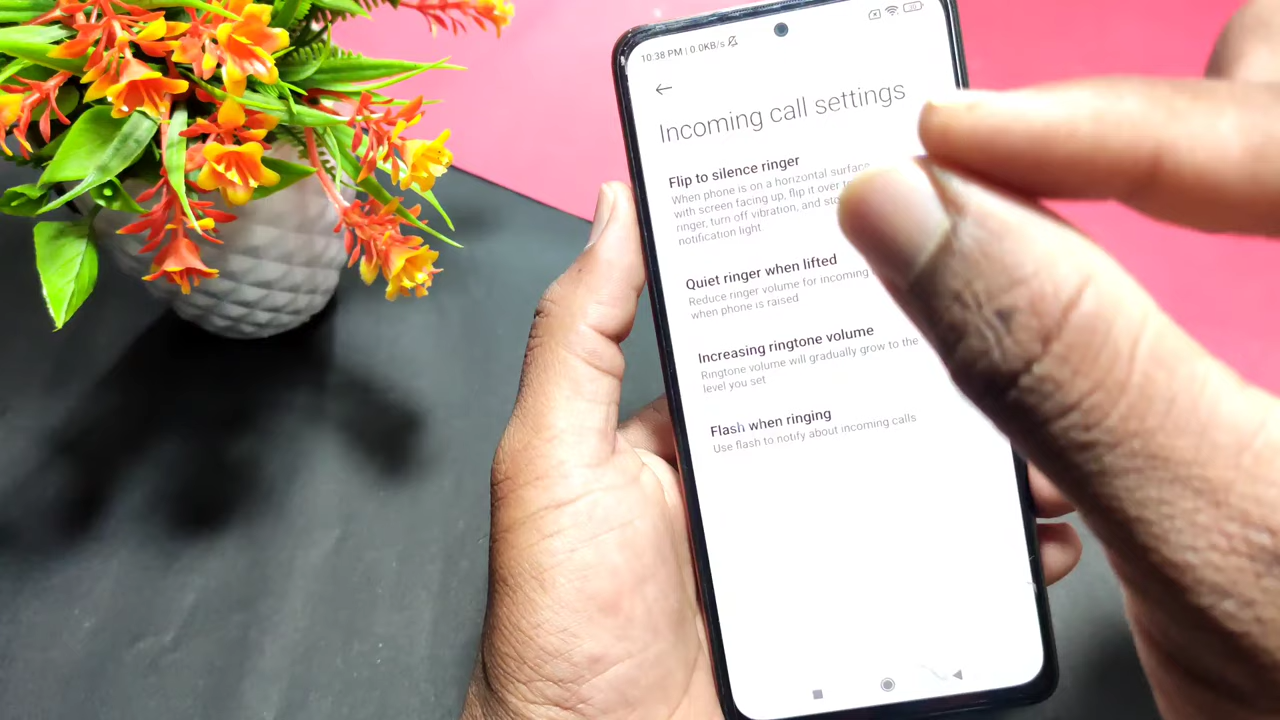 10:38 PM | 0.0KB/s
Incoming call settings
Flip to silence ringer
When phone is on a horizontal surface
with screen facing up, flip it over to
ringer, turn off vibration, and
notification light
Quiet ringer when lifted
Reduce ringer volume for incoming
when phone is raised
Increasing ringtone volume
Ringtone volume will gradually grow to the
level you set
Flash when ringing
Use flash to notify about incoming calls